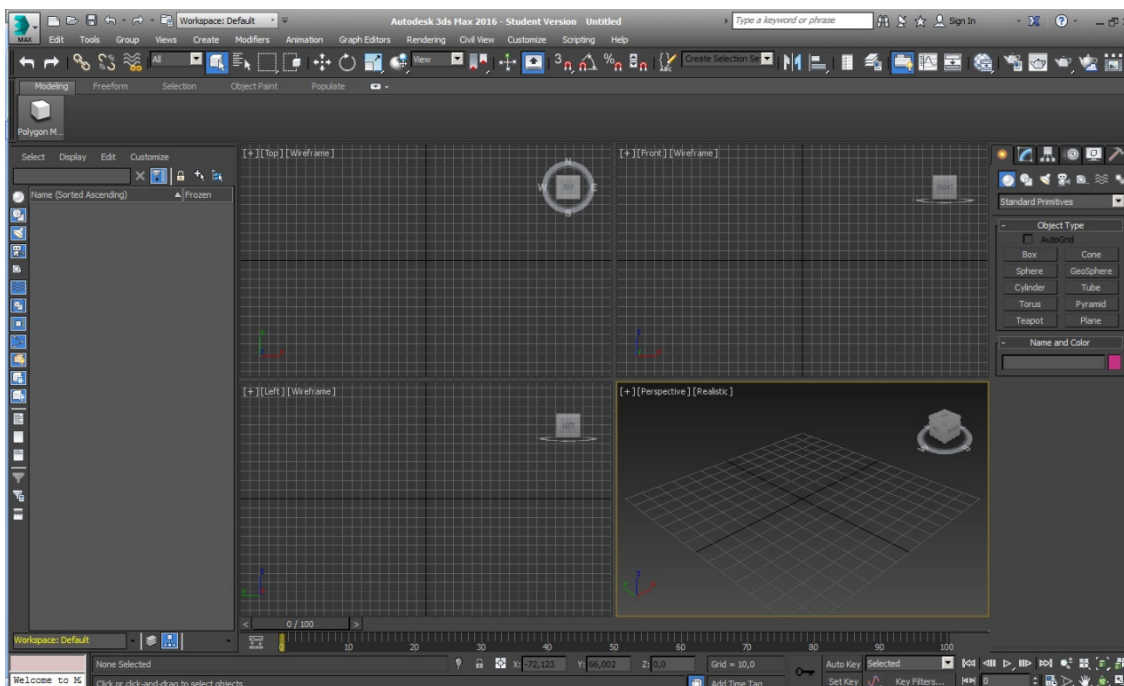 Workspace: Default
Autodesk 3ds Max 2016 - Student Version Untitled
Type a keyword or phrase
Sign In
MAX
Edit Tools Group Views Create Modifiers Animation Graph Editors Rendering Civil View Customize Scripting Help
All
View
3
Create Selection Se
Modeling Freeform Selection Object Paint Populate
Polygon M...
Select Display Edit Customize
Name (Sorted Ascending) Frozen
[+][Top][Wireframe]
N
W
E
S
[+][Front][Wireframe]
[+][Left][Wireframe]
[+][Perspective][Realistic]
Standard Primitives
- Object Type
AutoGrid
Box Cone
Sphere GeoSphere
Cylinder Tube
Torus Pyramid
Teapot Plane
- Name and Color
< 0 / 100 >
Workspace: Default
0 10 20 30 40 50 60 70 80 90 100
None Selected
X: -72,123 Y: 66,002 Z: 0,0
Grid = 10,0
Auto Key Selected
Welcome to M
Click or click-and-drag to select objects
Add Time Tag
Set Key Key Filters...
0